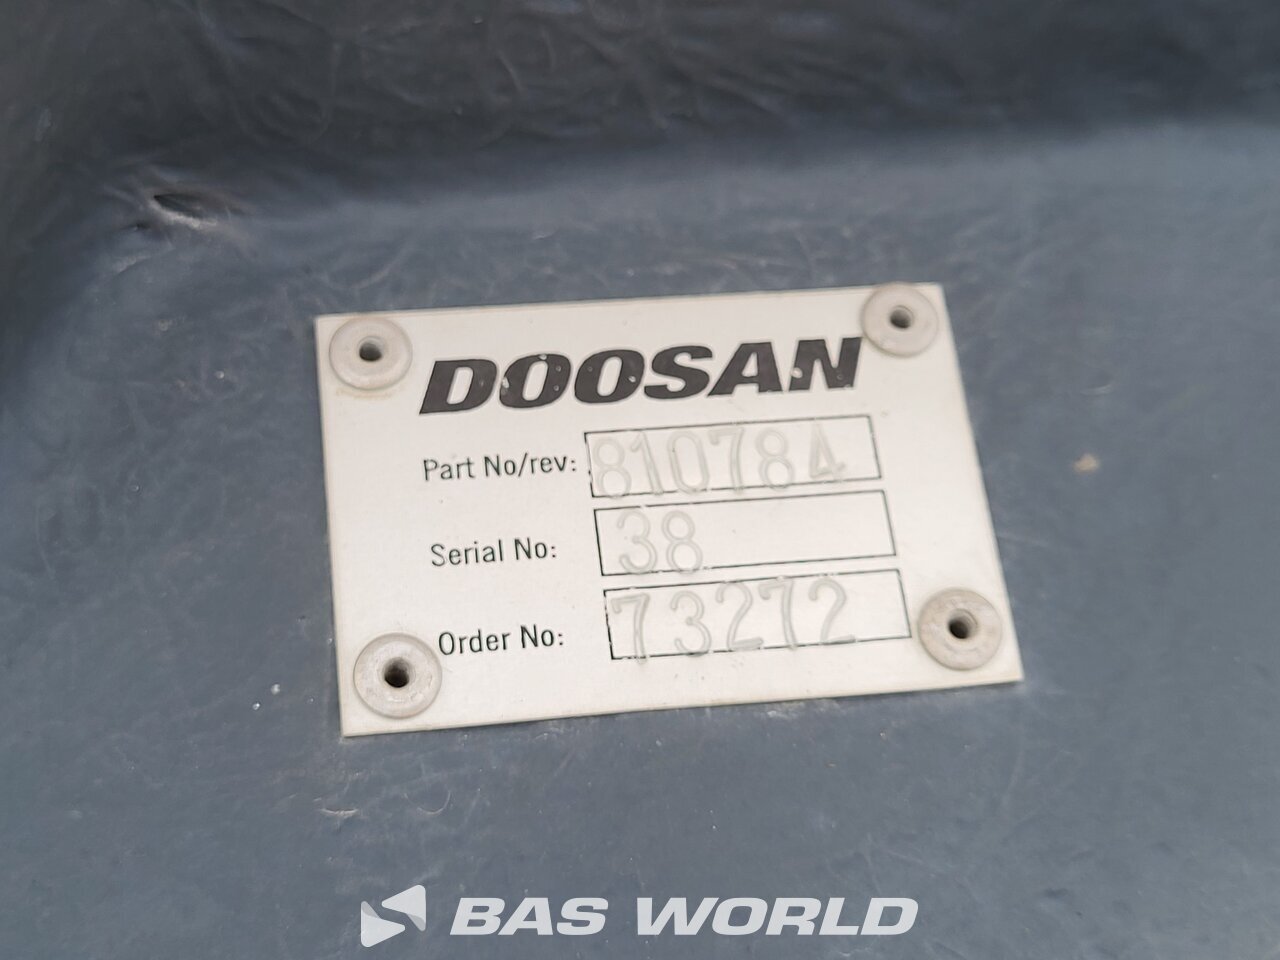 DOOSAN
Part No/rev: 810784
Serial No: 38
Order No: 73272
BAS WORLD